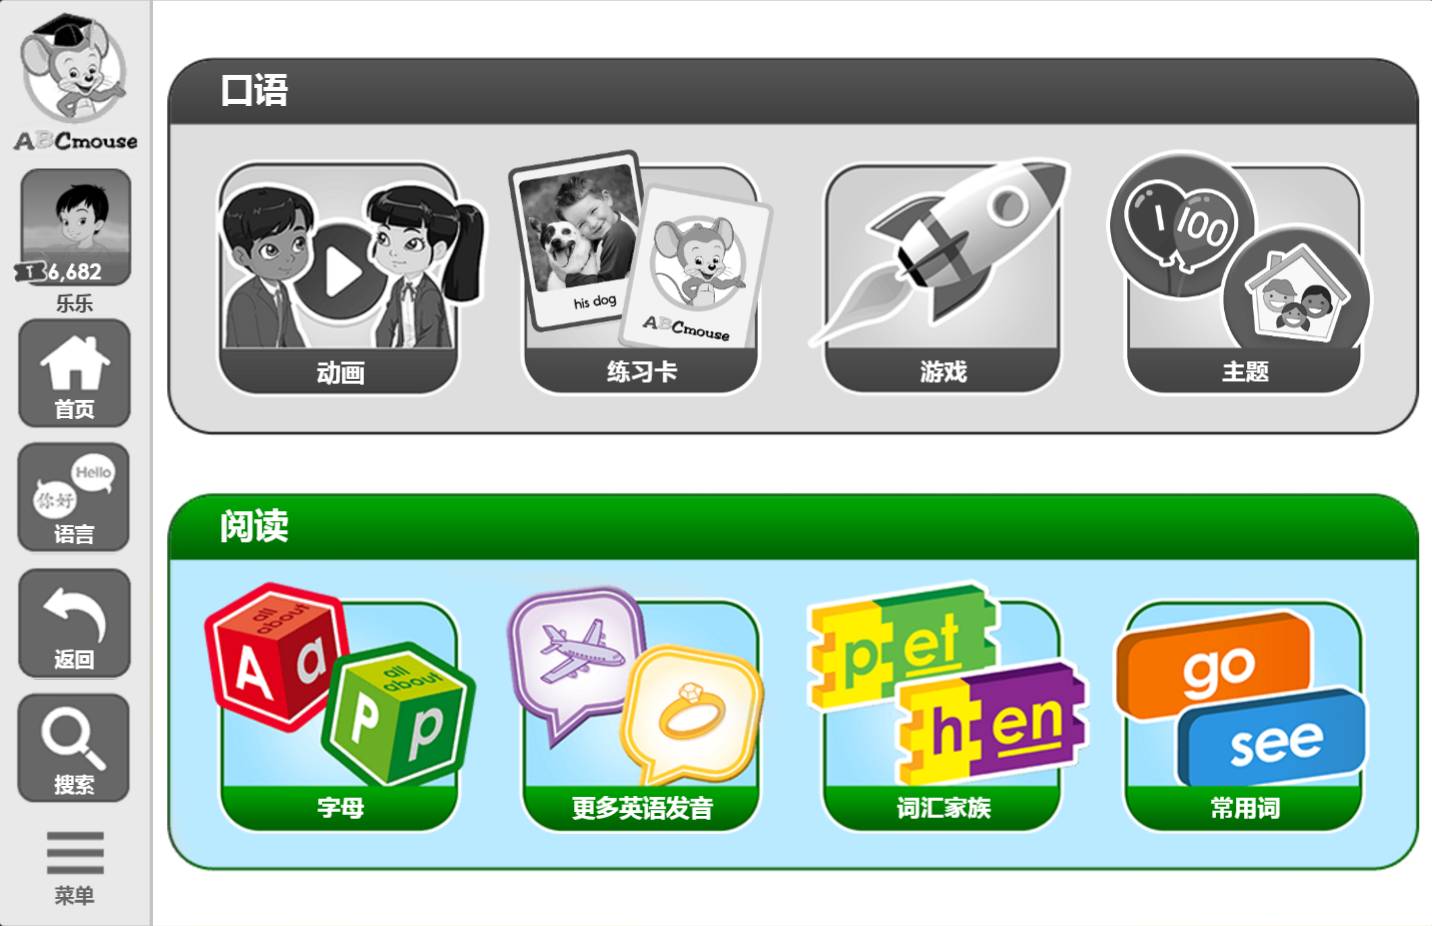 ABCmouse
T 6,682
乐乐
首页
Hello
你好
语言
返回
搜索
菜单
口语
动画
his dog
ABCmouse
练习卡
游戏
1 100
主题
阅读
all about
A a
all about
P p
字母
更多英语发音
pet
hen
词汇家族
go
see
常用词